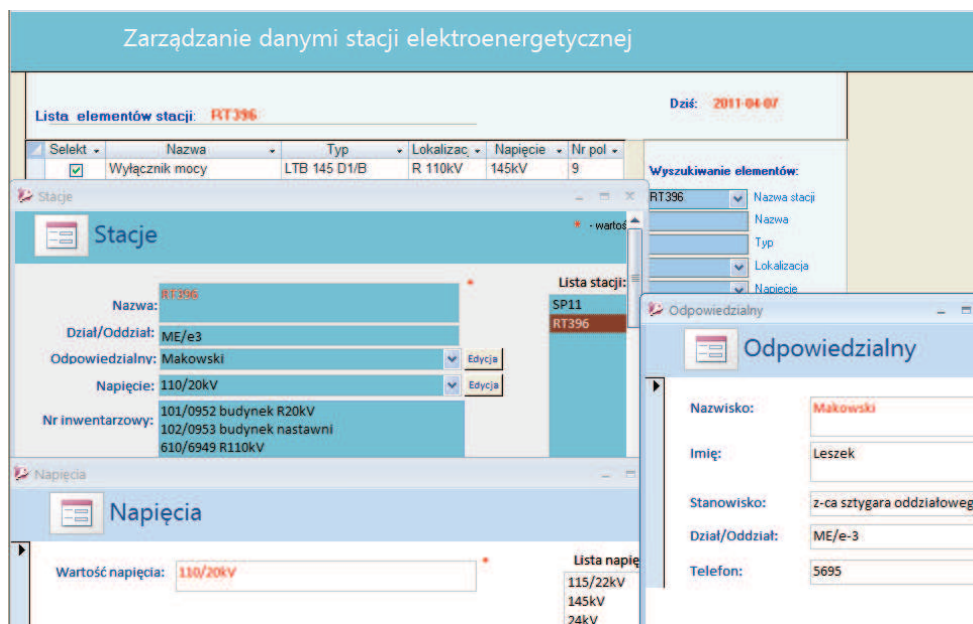 Zarządzanie danymi stacji elektroenergetycznej
Lista elementów stacji: RT396
Dziś: 2011-04-07
Selekt Nazwa Typ Lokalizac Napięcie Nr pol
Wyłącznik mocy LTB 145 D1/B R 110kV 145kV 9
Wyszukiwanie elementów:
RT396 Nazwa stacji
Nazwa
Typ
Lokalizacja
Napięcie
Stacje
Stacje
* - wartoś
Nazwa: RT396 *
Dział/Oddział: ME/e3
Odpowiedzialny: Makowski Edycja
Napięcie: 110/20kV Edycja
Nr inwentarzowy: 101/0952 budynek R20kV
102/0953 budynek nastawni
610/6949 R110kV
Lista stacji:
SP11
RT396
Napięcia
Napięcia
Wartość napięcia: 110/20kV *
Lista napię
115/22kV
145kV
24kV
Odpowiedzialny
Odpowiedzialny
Nazwisko: Makowski
Imię: Leszek
Stanowisko: z-ca sztygara oddziałoweg
Dział/Oddział: ME/e-3
Telefon: 5695